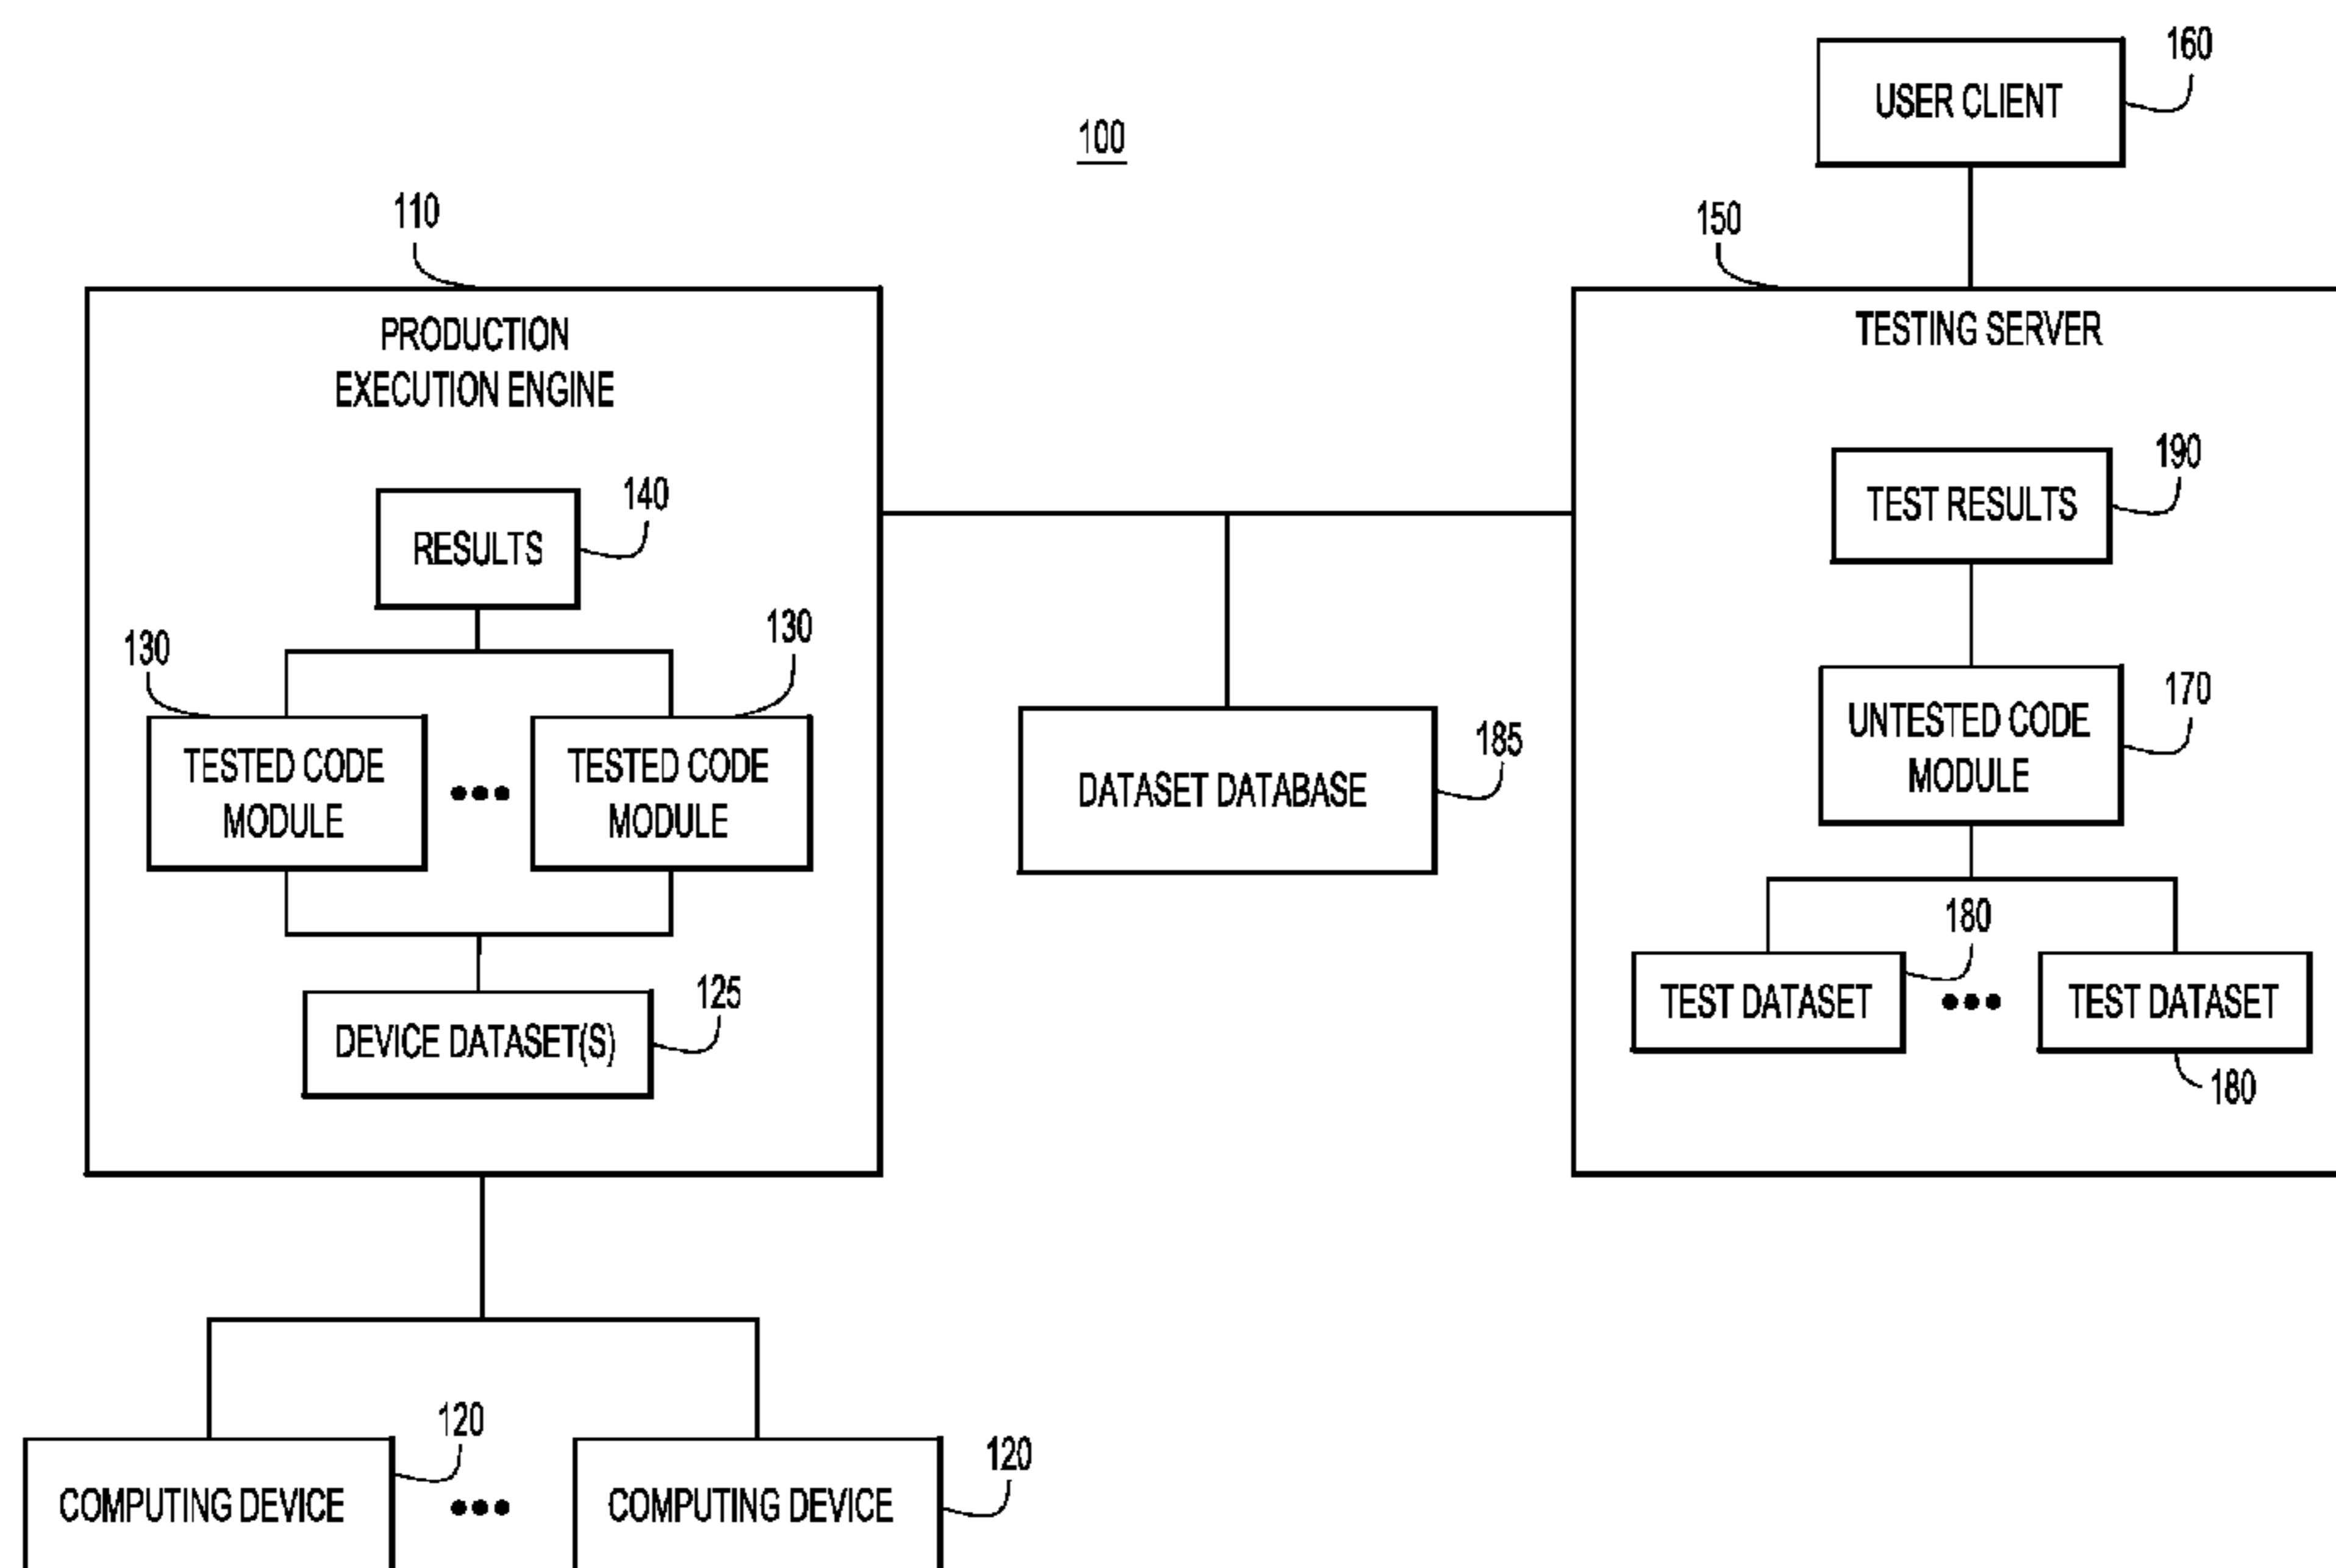 160
USER CLIENT
100
110
150
PRODUCTION
EXECUTION ENGINE
TESTING SERVER
140
RESULTS
190
TEST RESULTS
130
130
TESTED CODE
MODULE
TESTED CODE
MODULE
185
DATASET DATABASE
170
UNTESTED CODE
MODULE
125
DEVICE DATASET(S)
180
TEST DATASET
TEST DATASET
180
120
COMPUTING DEVICE
120
COMPUTING DEVICE